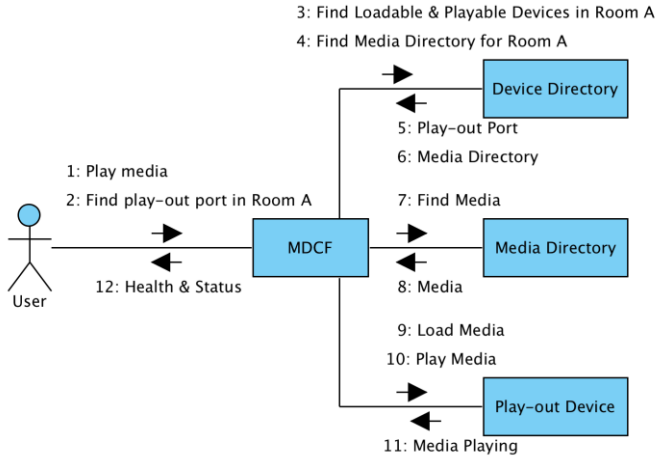 3: Find Loadable & Playable Devices in Room A
4: Find Media Directory for Room A
Device Directory
5: Play-out Port
6: Media Directory
1: Play media
2: Find play-out port in Room A
7: Find Media
MDCF
Media Directory
User
12: Health & Status
8: Media
9: Load Media
10: Play Media
Play-out Device
11: Media Playing